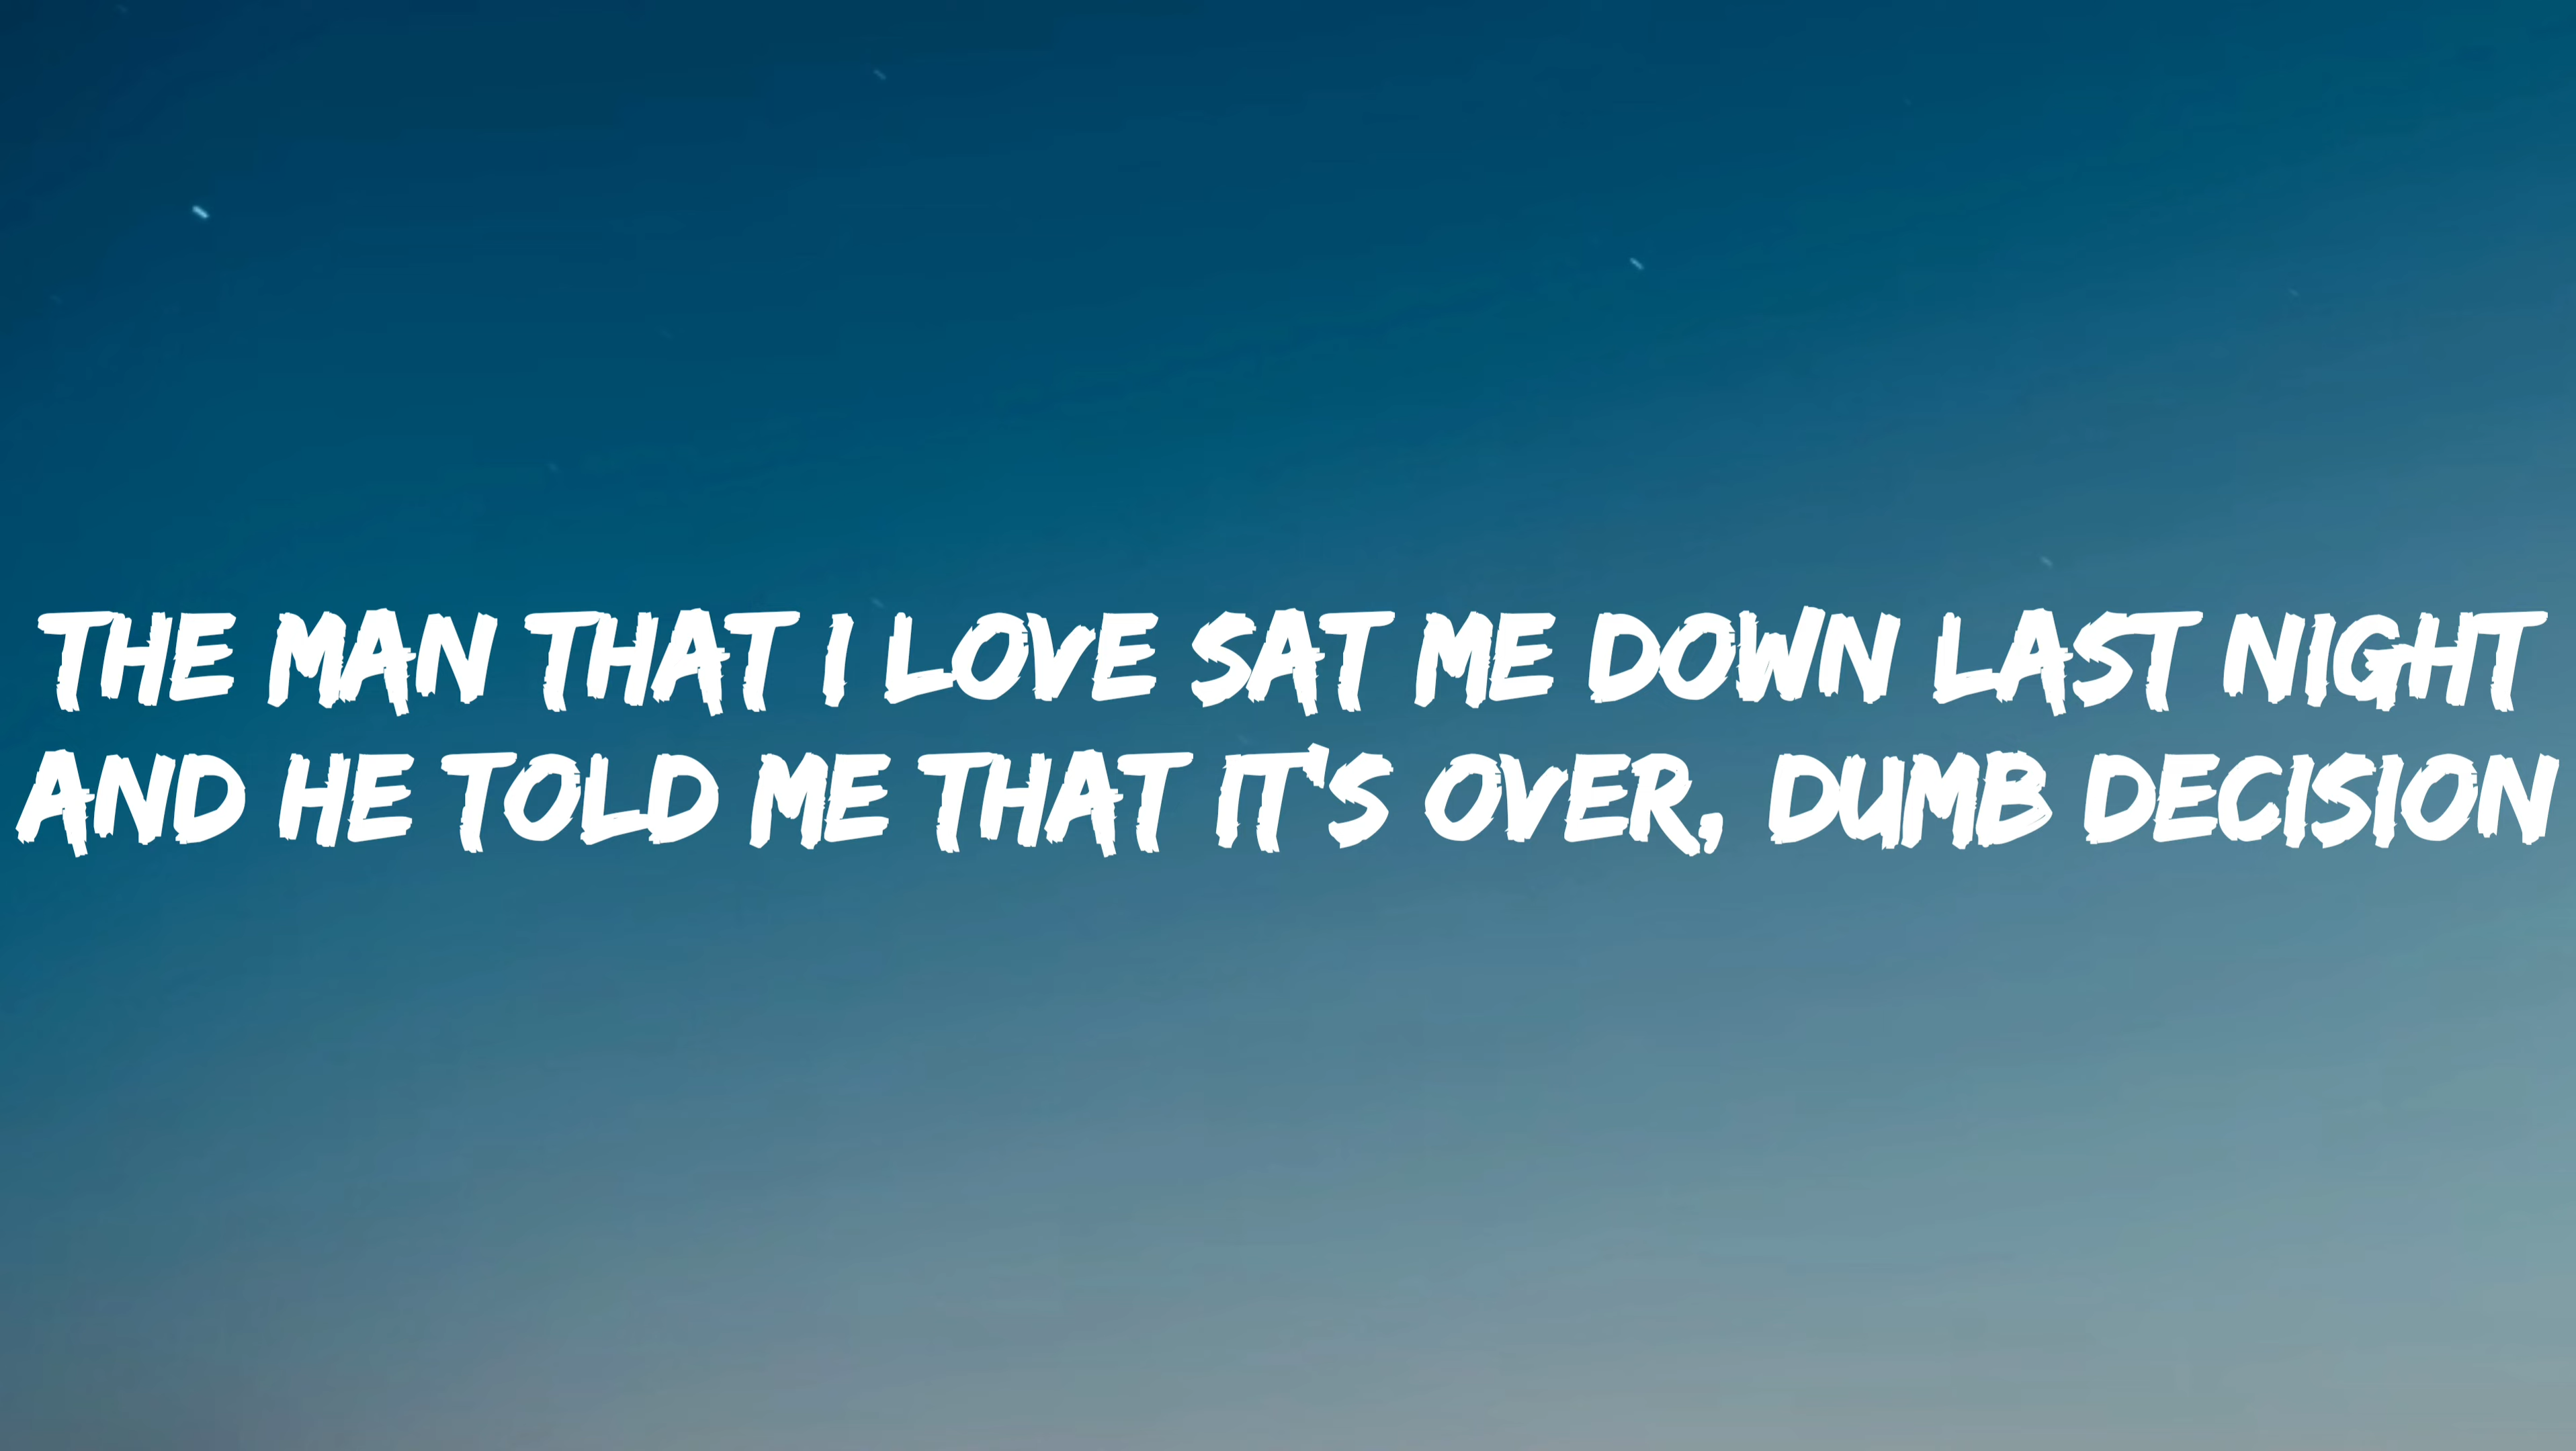 THE MAN THAT I LOVE SAT ME DOWN LAST NIGHT
AND HE TOLD ME THAT IT'S OVER, DUMB DECISION